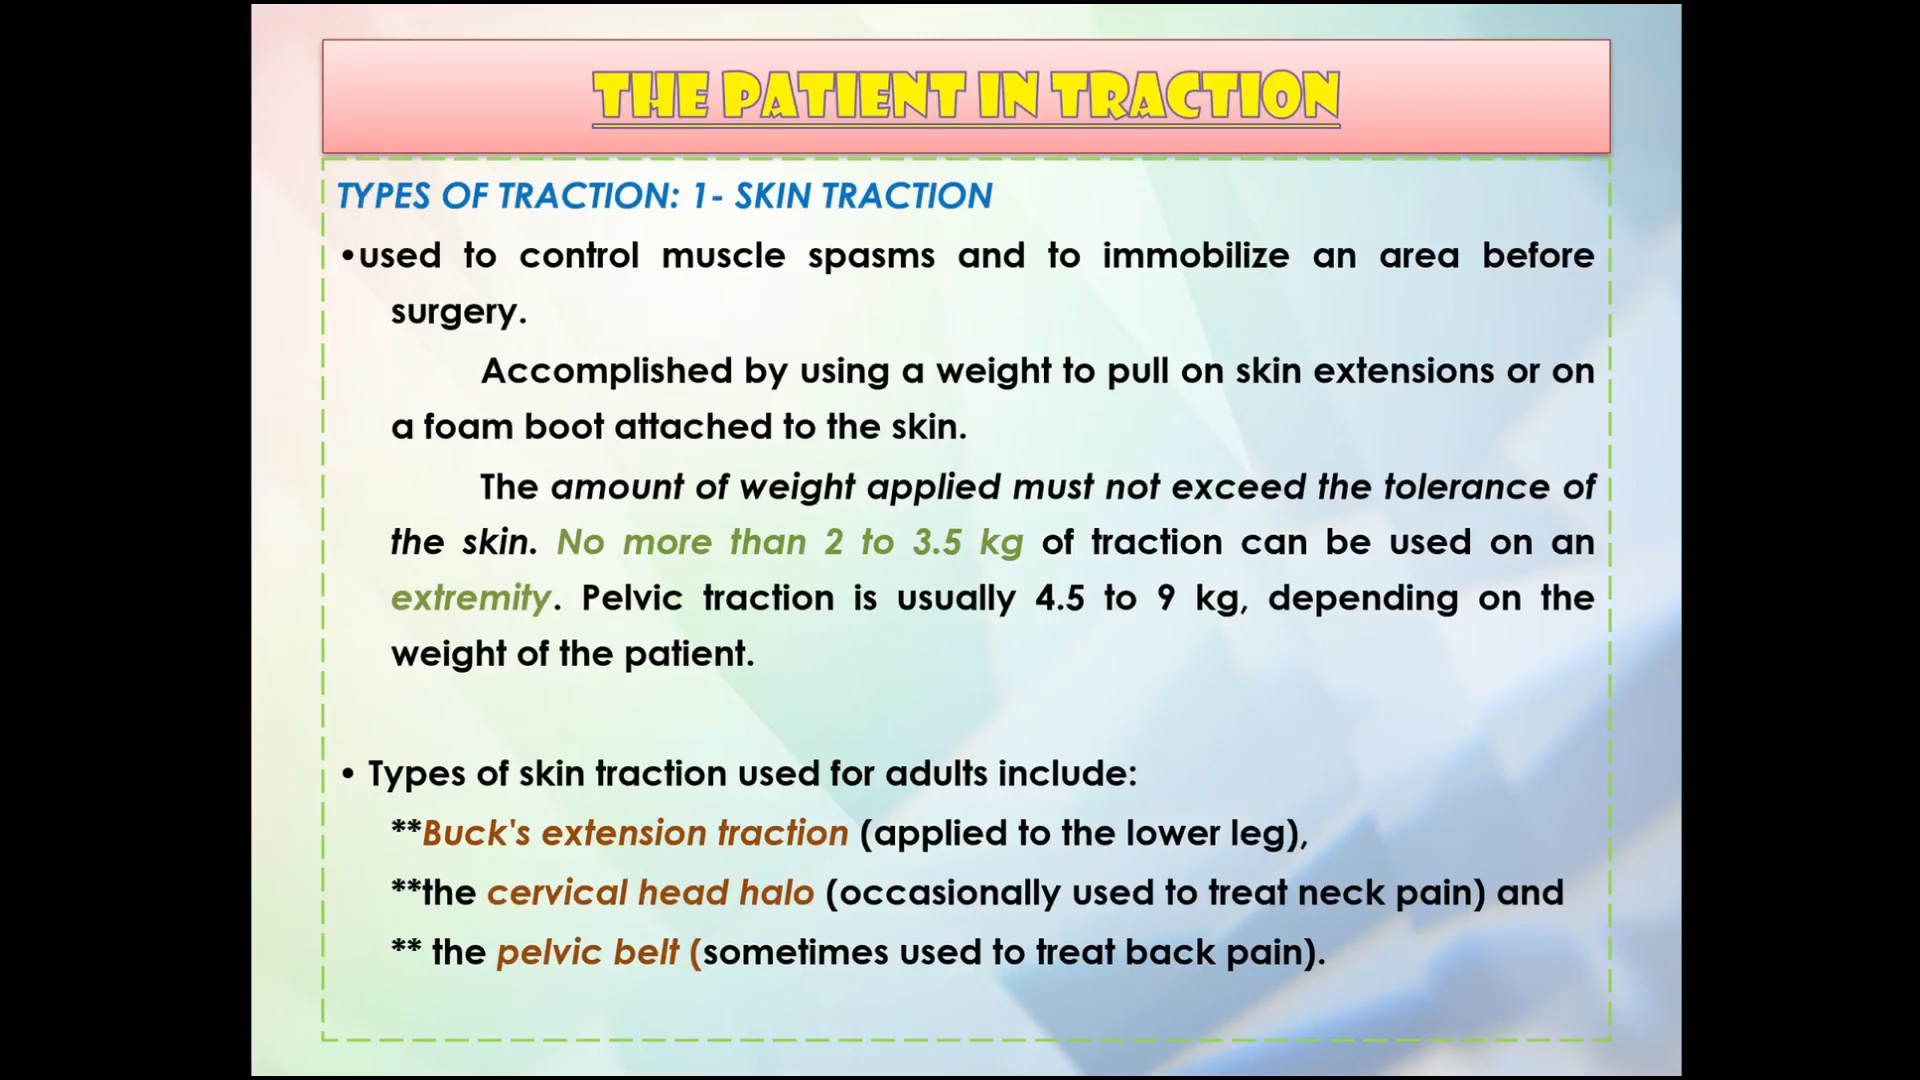 THE PATIENT IN TRACTION
TYPES OF TRACTION: 1- SKIN TRACTION
•used to control muscle spasms and to immobilize an area before
surgery.
Accomplished by using a weight to pull on skin extensions or on
a foam boot attached to the skin.
The amount of weight applied must not exceed the tolerance of
the skin. No more than 2 to 3.5 kg of traction can be used on an
extremity. Pelvic traction is usually 4.5 to 9 kg, depending on the
weight of the patient.
• Types of skin traction used for adults include:
**Buck's extension traction (applied to the lower leg),
**the cervical head halo (occasionally used to treat neck pain) and
** the pelvic belt (sometimes used to treat back pain).